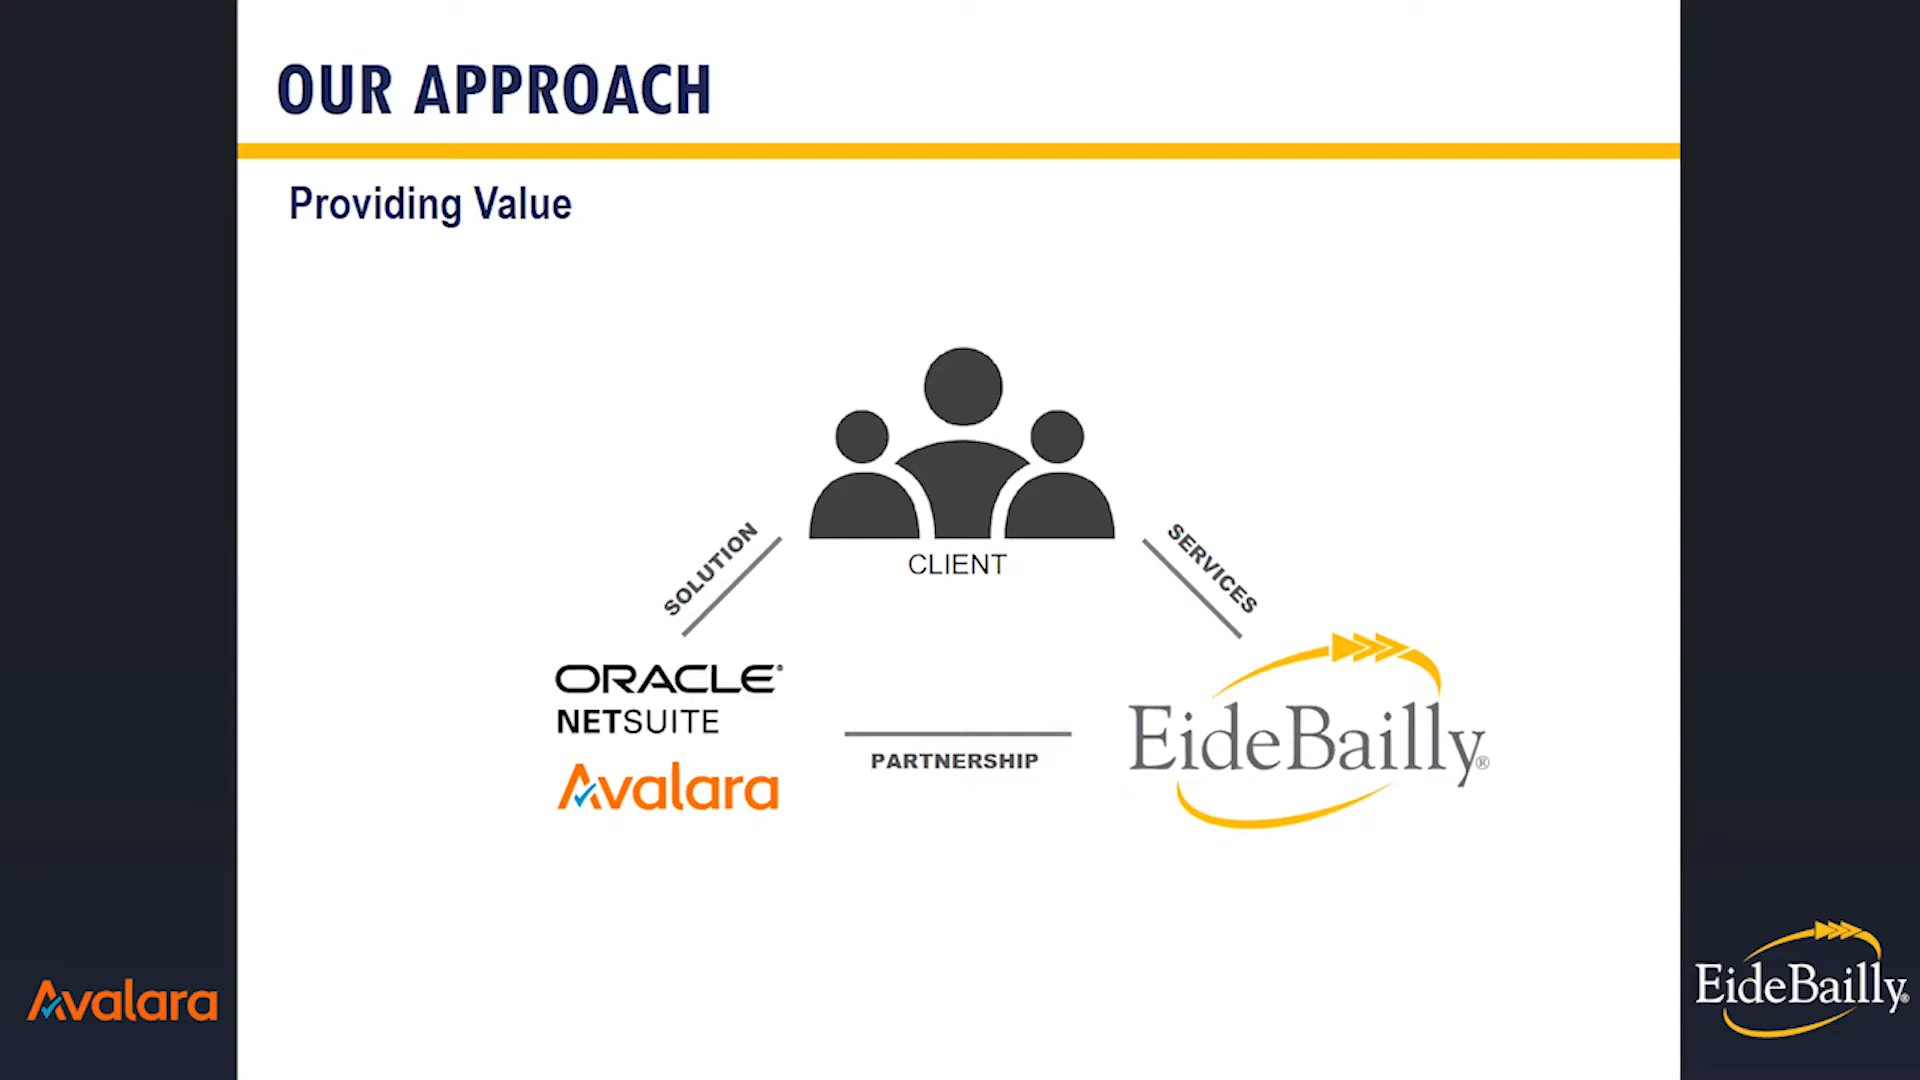 OUR APPROACH
Providing Value
SOLUTION
SERVICES
CLIENT
ORACLE®
NETSUITE
Avalara
PARTNERSHIP
EideBailly®
Avalara
EideBailly®